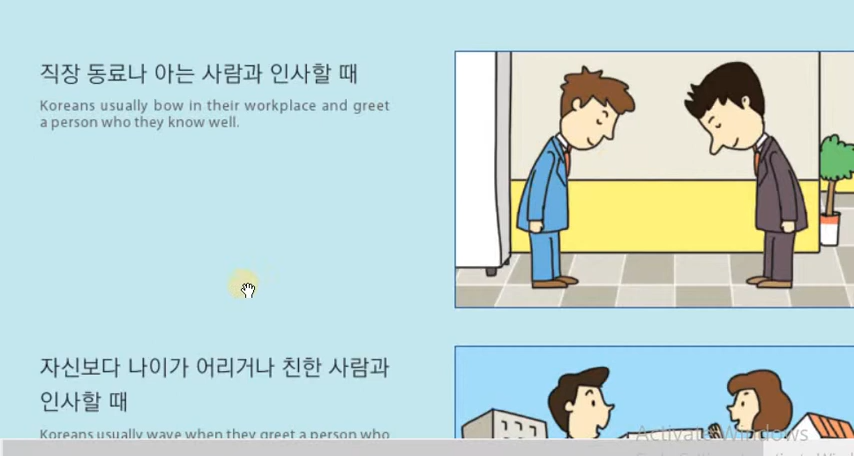 직장 동료나 아는 사람과 인사할 때
Koreans usually bow in their workplace and greet
a person who they know well.
자신보다 나이가 어리거나 친한 사람과
인사할 때
Koreans usually wave when they greet a person who
Activate Windows